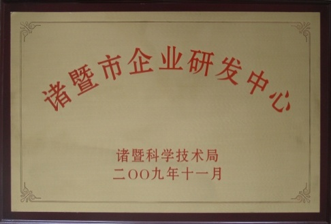 诸暨市企业研发中心
诸暨科学技术局
二〇〇九年十一月